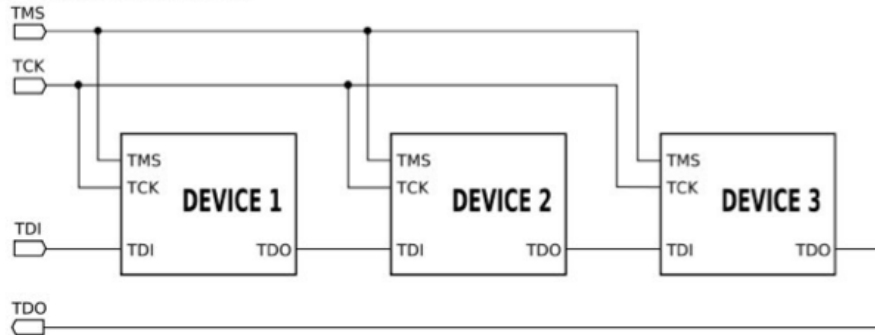 TMS
TCK
TMS TMS TMS
TCK TCK TCK
DEVICE 1 DEVICE 2 DEVICE 3
TDI
TDI TDO TDI TDO TDI TDO
TDO